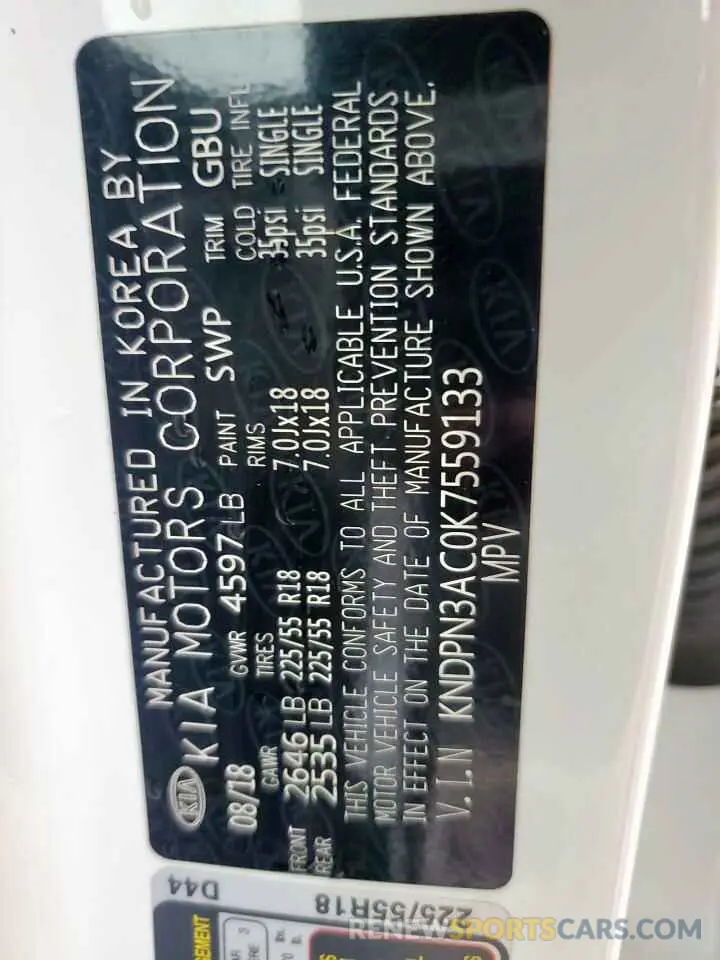 MANUFACTURED IN KOREA BY
KIA KIA MOTORS CORPORATION
08/18 GVWR 4597 LB PAINT SWP TRIM GBU
GAWR TIRES RIMS COLD TIRE INFL
FRONT 2646 LB 225/55 R18 7.0Jx18 35psi SINGLE
REAR 2535 LB 225/55 R18 7.0Jx18 35psi SINGLE
THIS VEHICLE CONFORMS TO ALL APPLICABLE U.S.A. FEDERAL
MOTOR VEHICLE SAFETY AND THEFT PREVENTION STANDARDS
IN EFFECT ON THE DATE OF MANUFACTURE SHOWN ABOVE.
V.I.N KNDPN3AC0K7559133
MPV
D44
225/55R18
RENEWSPORTSCARS.COM